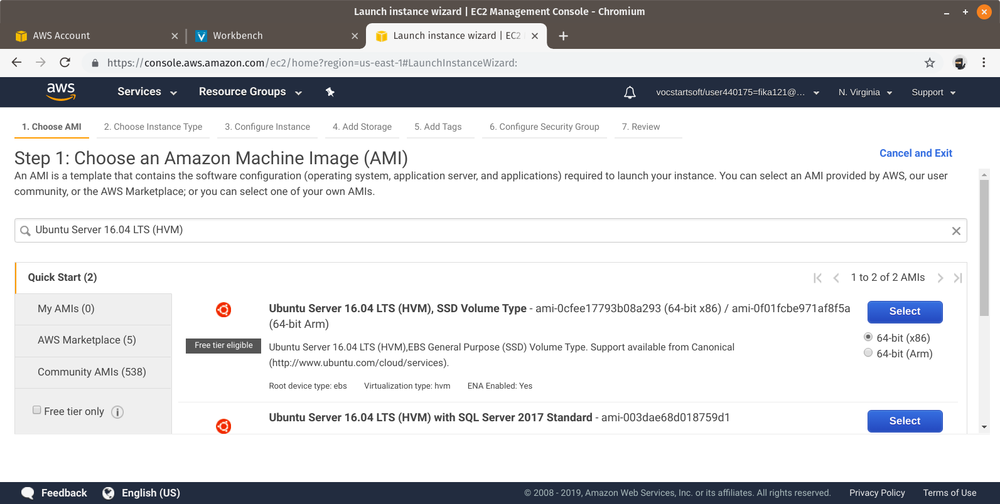 Launch instance wizard | EC2 Management Console - Chromium
AWS Account
Workbench
Launch instance wizard | EC2
https://console.aws.amazon.com/ec2/home?region=us-east-1#LaunchInstanceWizard:
aws Services Resource Groups vocstartsoft/user440175=fika121@... N. Virginia Support
1. Choose AMI 2. Choose Instance Type 3. Configure Instance 4. Add Storage 5. Add Tags 6. Configure Security Group 7. Review
Step 1: Choose an Amazon Machine Image (AMI)
Cancel and Exit
An AMI is a template that contains the software configuration (operating system, application server, and applications) required to launch your instance. You can select an AMI provided by AWS, our user
community, or the AWS Marketplace; or you can select one of your own AMIs.
Ubuntu Server 16.04 LTS (HVM)
Quick Start (2)
My AMIs (0)
AWS Marketplace (5)
Community AMIs (538)
Free tier only
1 to 2 of 2 AMIs
Ubuntu Server 16.04 LTS (HVM), SSD Volume Type - ami-0cfee17793b08a293 (64-bit x86) / ami-0f01fcbe971af8f5a
(64-bit Arm)
Free tier eligible
Ubuntu Server 16.04 LTS (HVM),EBS General Purpose (SSD) Volume Type. Support available from Canonical
(http://www.ubuntu.com/cloud/services).
Root device type: ebs Virtualization type: hvm ENA Enabled: Yes
Select
64-bit (x86)
64-bit (Arm)
Ubuntu Server 16.04 LTS (HVM) with SQL Server 2017 Standard - ami-003dae68d018759d1
Select
Feedback English (US) © 2008 - 2019, Amazon Web Services, Inc. or its affiliates. All rights reserved. Privacy Policy Terms of Use